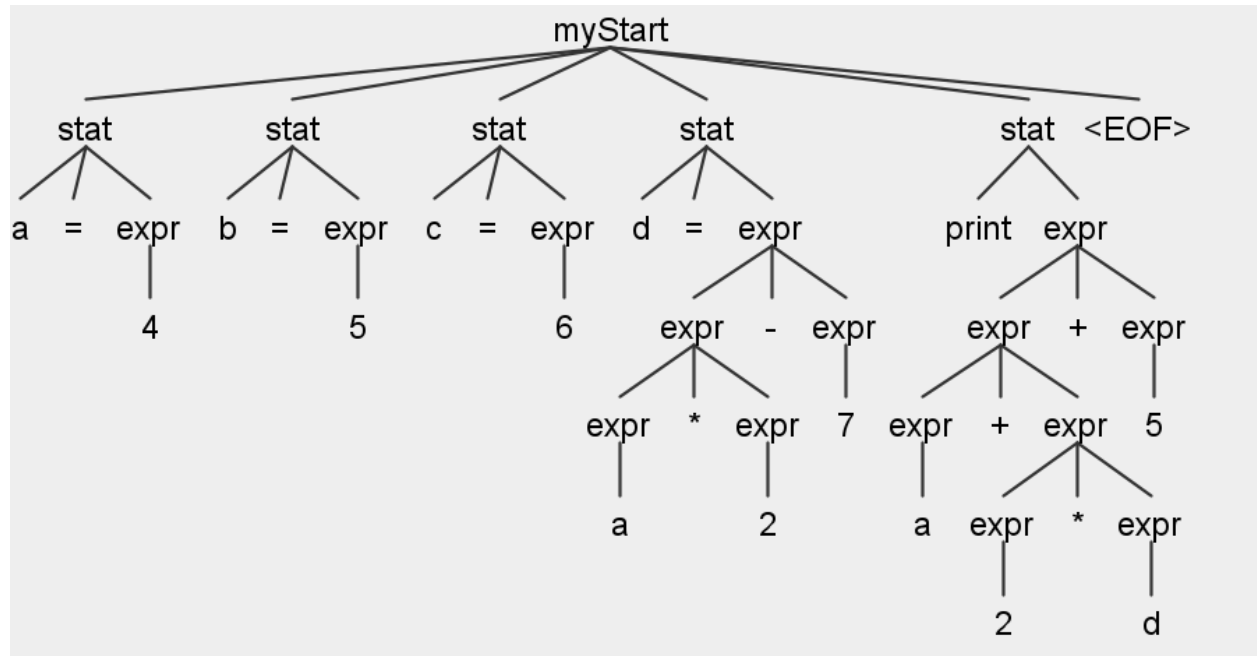 myStart
stat stat stat stat stat <EOF>
a = expr b = expr c = expr d = expr print expr
4 5 6 expr - expr expr + expr
expr * expr 7 expr + expr 5
a 2 a expr * expr
2 d